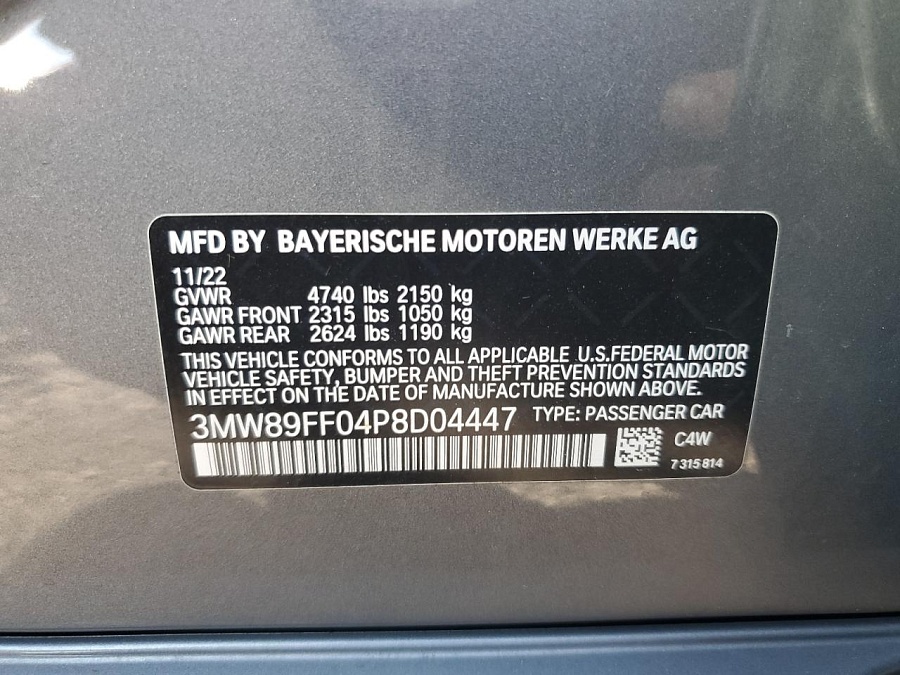 MFD BY BAYERISCHE MOTOREN WERKE AG
11/22
GVWR 4740 lbs 2150 kg
GAWR FRONT 2315 lbs 1050 kg
GAWR REAR 2624 lbs 1190 kg
THIS VEHICLE CONFORMS TO ALL APPLICABLE U.S.FEDERAL MOTOR
VEHICLE SAFETY, BUMPER AND THEFT PREVENTION STANDARDS
IN EFFECT ON THE DATE OF MANUFACTURE SHOWN ABOVE.
3MW89FF04P8D04447 TYPE: PASSENGER CAR
C4W
7 315 814